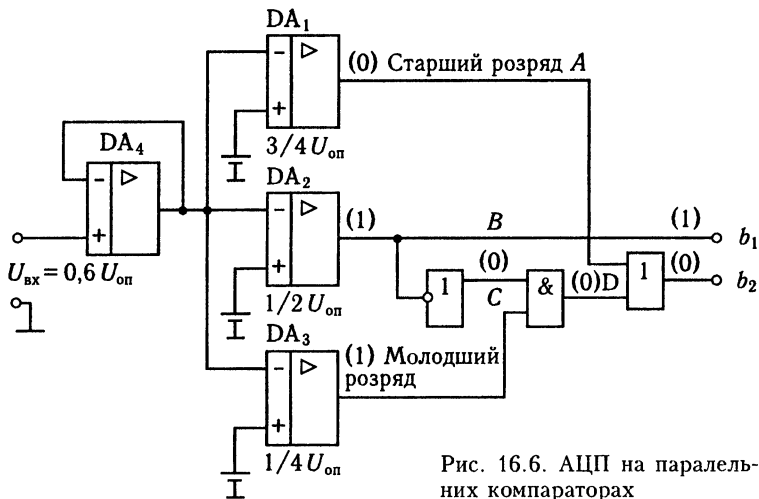 DA₁
(0) Старший розряд A
3/4 Uоп
DA₄
DA₂
(1)
B
(1)
b₁
Uвх = 0,6 Uоп
1/2 Uоп
1
(0)
C
&
(0)D
1
(0)
b₂
DA₃
(1) Молодший
розряд
1/4 Uоп
Рис. 16.6. АЦП на паралель-
них компараторах